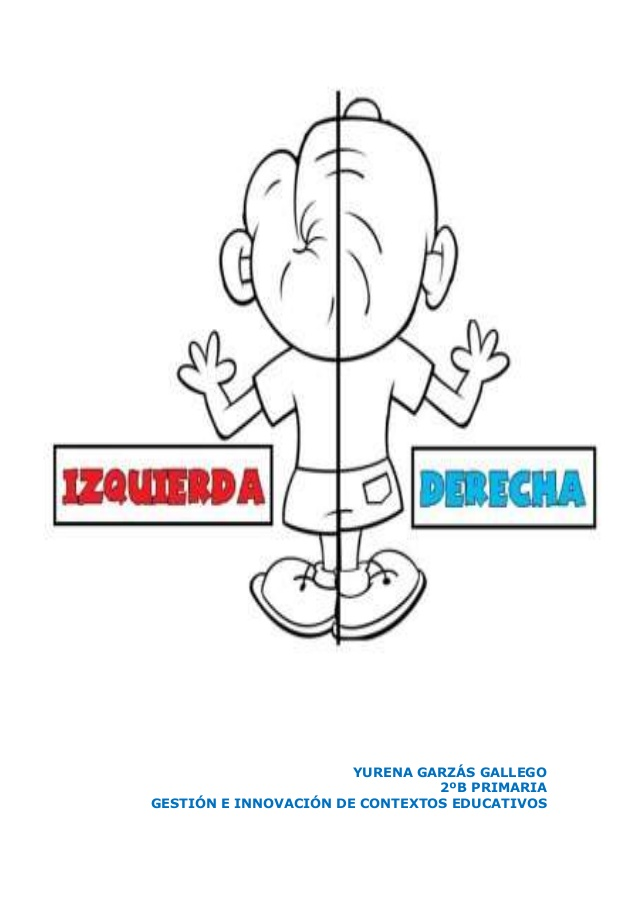 IZQUIERDA
DERECHA
YURENA GARZÁS GALLEGO
2ºB PRIMARIA
GESTIÓN E INNOVACIÓN DE CONTEXTOS EDUCATIVOS